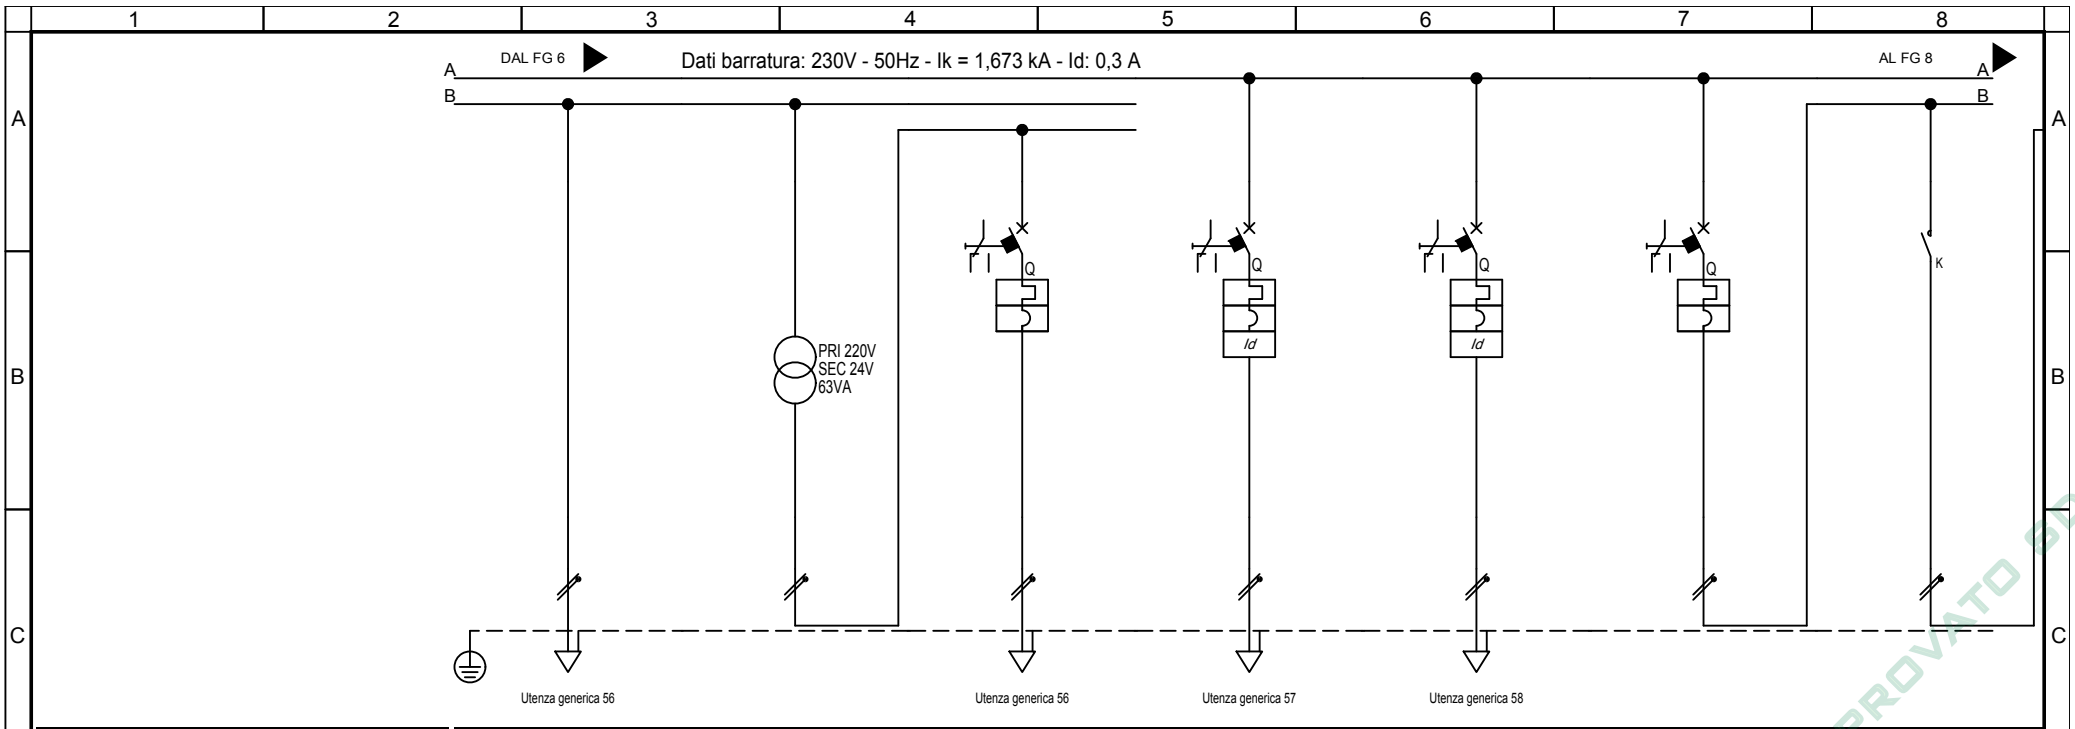 1 2 3 4 5 6 7 8
DAL FG 6 Dati barratura: 230V - 50Hz - Ik = 1,673 kA - Id: 0,3 A AL FG 8
A A
B B
A A
Q Q Q Q K
Id Id
PRI 220V
SEC 24V
63VA
B B
C C
Utenza generica 56 Utenza generica 56 Utenza generica 57 Utenza generica 58